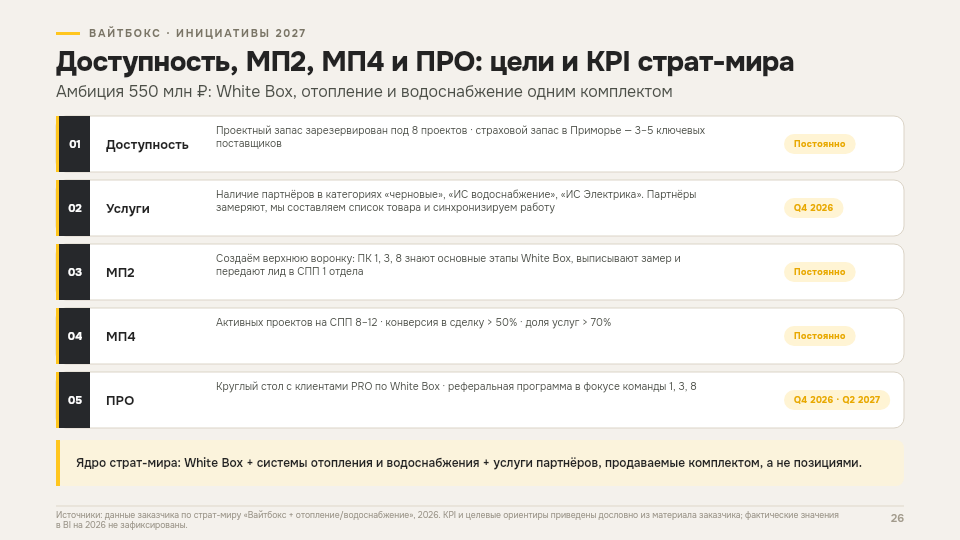 ВАЙТБОКС · ИНИЦИАТИВЫ 2027
Доступность, МП2, МП4 и ПРО: цели и KPI страт-мира
Амбиция 550 млн ₽: White Box, отопление и водоснабжение одним комплектом
01
Доступность
Проектный запас зарезервирован под 8 проектов · страховой запас в Приморье — 3–5 ключевых
поставщиков
Постоянно
02
Услуги
Наличие партнёров в категориях «черновые», «ИС водоснабжение», «ИС Электрика». Партнёры
замеряют, мы составляем список товара и синхронизируем работу
Q4 2026
03
МП2
Создаём верхнюю воронку: ПК 1, 3, 8 знают основные этапы White Box, выписывают замер и
передают лид в СПП 1 отдела
Постоянно
04
МП4
Активных проектов на СПП 8–12 · конверсия в сделку > 50% · доля услуг > 70%
Постоянно
05
ПРО
Круглый стол с клиентами PRO по White Box · реферальная программа в фокусе команды 1, 3, 8
Q4 2026 · Q2 2027
Ядро страт-мира: White Box + системы отопления и водоснабжения + услуги партнёров, продаваемые комплектом, а не позициями.
Источники: данные заказчика по страт-миру «Вайтбокс + отопление/водоснабжение», 2026. KPI и целевые ориентиры приведены дословно из материала заказчика; фактические значения
в BI на 2026 не зафиксированы.
26